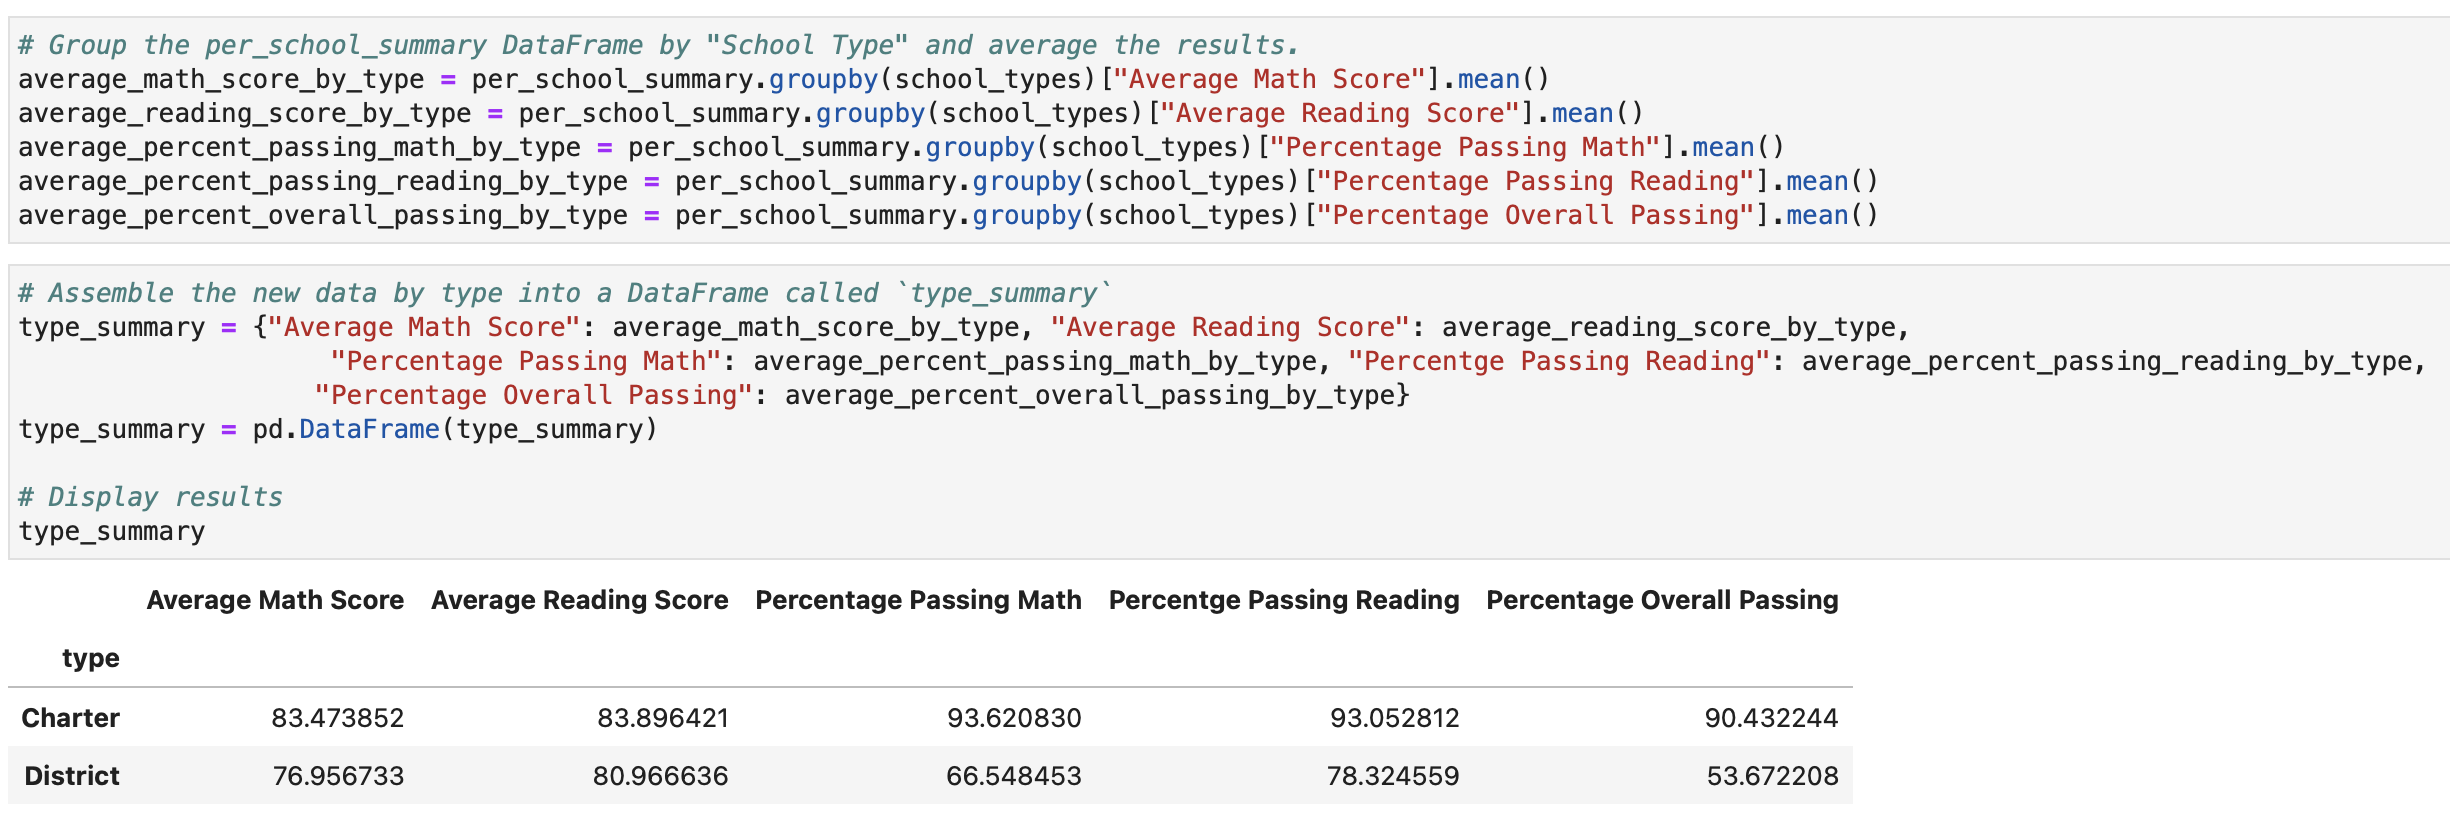 # Group the per_school_summary DataFrame by "School Type" and average the results.
average_math_score_by_type = per_school_summary.groupby(school_types)["Average Math Score"].mean()
average_reading_score_by_type = per_school_summary.groupby(school_types)["Average Reading Score"].mean()
average_percent_passing_math_by_type = per_school_summary.groupby(school_types)["Percentage Passing Math"].mean()
average_percent_passing_reading_by_type = per_school_summary.groupby(school_types)["Percentage Passing Reading"].mean()
average_percent_overall_passing_by_type = per_school_summary.groupby(school_types)["Percentage Overall Passing"].mean()
# Assemble the new data by type into a DataFrame called `type_summary`
type_summary = {"Average Math Score": average_math_score_by_type, "Average Reading Score": average_reading_score_by_type,
"Percentage Passing Math": average_percent_passing_math_by_type, "Percentge Passing Reading": average_percent_passing_reading_by_type,
"Percentage Overall Passing": average_percent_overall_passing_by_type}
type_summary = pd.DataFrame(type_summary)
# Display results
type_summary
Average Math Score Average Reading Score Percentage Passing Math Percentge Passing Reading Percentage Overall Passing
type
Charter 83.473852 83.896421 93.620830 93.052812 90.432244
District 76.956733 80.966636 66.548453 78.324559 53.672208